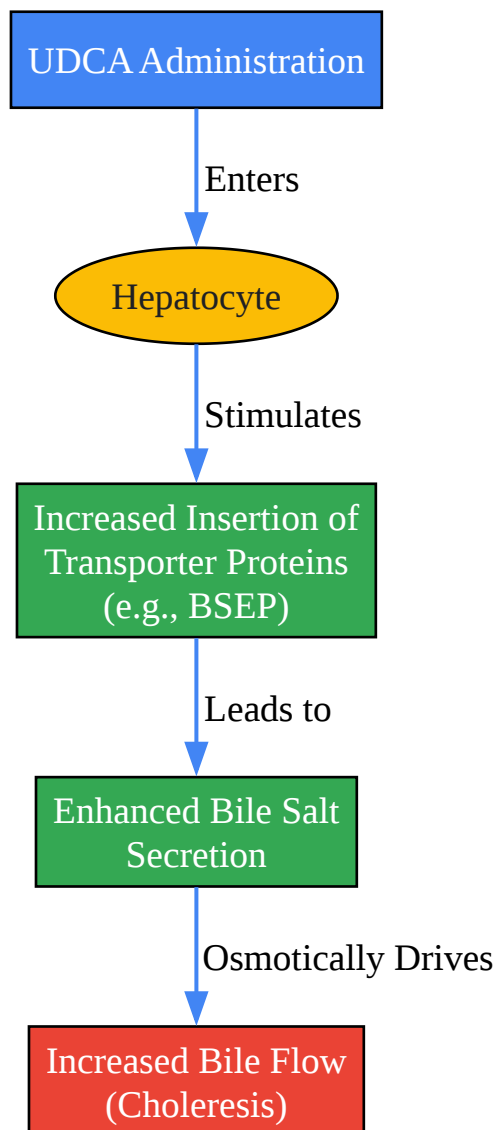 UDCA Administration
Enters
Hepatocyte
Stimulates
Increased Insertion of
Transporter Proteins
(e.g., BSEP)
Leads to
Enhanced Bile Salt
Secretion
Osmotically Drives
Increased Bile Flow
(Choleresis)